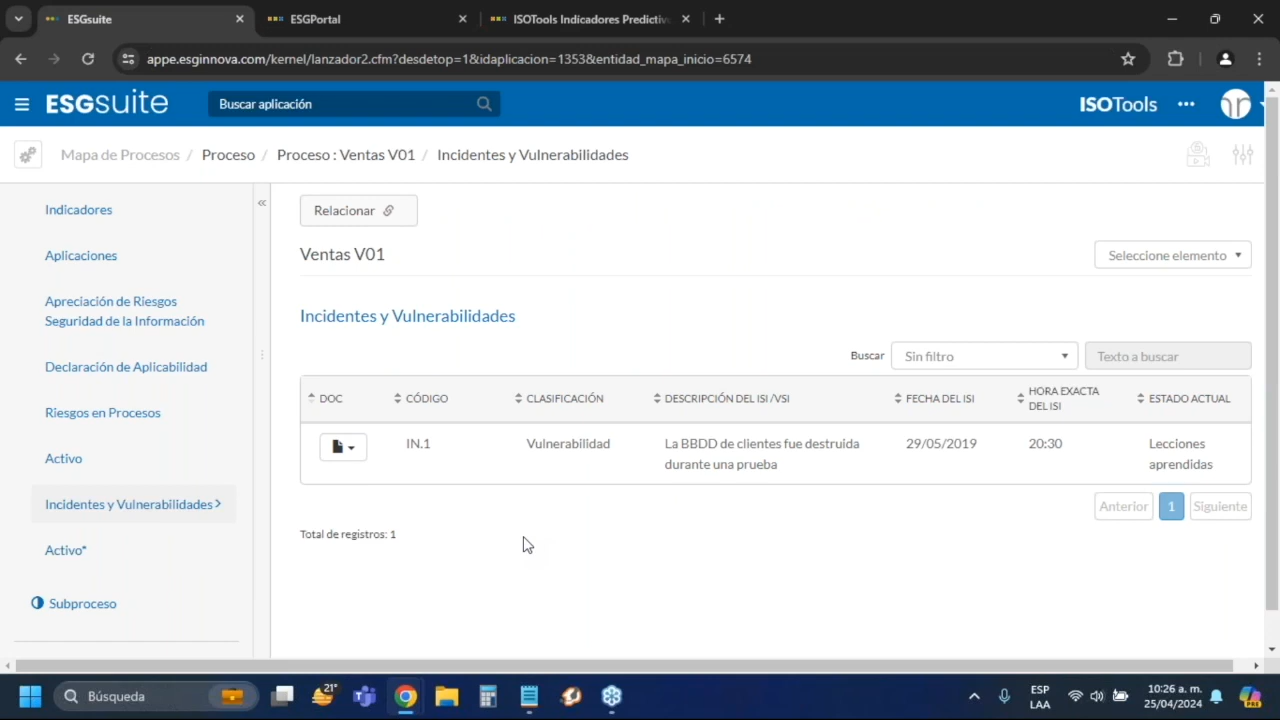 ESGsuite
ESGPortal
ISOTools Indicadores Predictiv
appe.esginnova.com/kernel/lanzador2.cfm?desdetop=1&idaplicacion=1353&entidad_mapa_inicio=6574
ESGsuite
Buscar aplicación
ISOTools
Mapa de Procesos / Proceso / Proceso : Ventas V01 / Incidentes y Vulnerabilidades
Indicadores
Aplicaciones
Apreciación de Riesgos
Seguridad de la Información
Declaración de Aplicabilidad
Riesgos en Procesos
Activo
Incidentes y Vulnerabilidades
Activo*
Subproceso
Relacionar
Ventas V01
Seleccione elemento
Incidentes y Vulnerabilidades
Buscar Sin filtro Texto a buscar
DOC CÓDIGO CLASIFICACIÓN DESCRIPCIÓN DEL ISI /VSI FECHA DEL ISI HORA EXACTA DEL ISI ESTADO ACTUAL
IN.1 Vulnerabilidad La BBDD de clientes fue destruida 29/05/2019 20:30 Lecciones
durante una prueba aprendidas
Anterior 1 Siguiente
Total de registros: 1
Búsqueda
21°
ESP
LAA
10:26 a. m.
25/04/2024
PRE